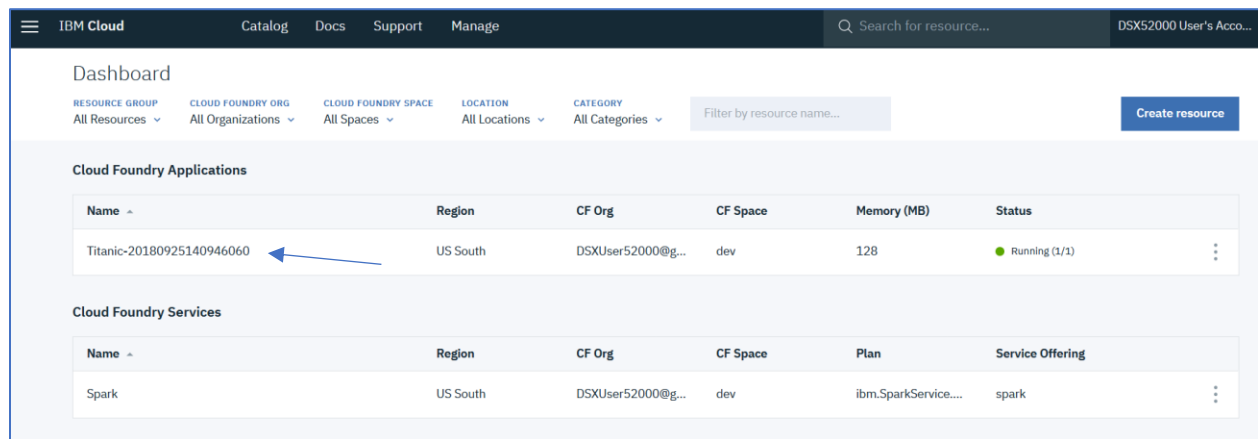 IBM Cloud Catalog Docs Support Manage Search for resource... DSX52000 User's Acco...
Dashboard
RESOURCE GROUP CLOUD FOUNDRY ORG CLOUD FOUNDRY SPACE LOCATION CATEGORY
All Resources All Organizations All Spaces All Locations All Categories Filter by resource name... Create resource
Cloud Foundry Applications
Name Region CF Org CF Space Memory (MB) Status
Titanic-20180925140946060 US South DSXUser52000@g... dev 128 Running (1/1)
Cloud Foundry Services
Name Region CF Org CF Space Plan Service Offering
Spark US South DSXUser52000@g... dev ibm.SparkService.... spark